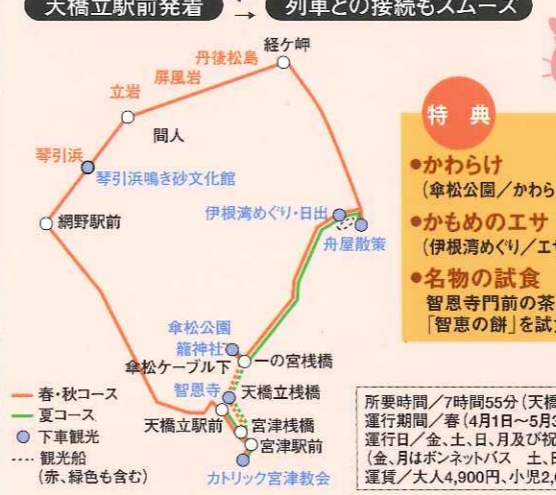 天橋立駅前発着 → 列車との接続もスムーズ
経ケ岬
丹後松島
屏風岩
立岩
間人
琴引浜
琴引浜鳴き砂文化館
網野駅前
伊根湾めぐり・日出
舟屋散策
傘松公園
籠神社
傘松ケーブル下
一の宮桟橋
智恩寺
天橋立桟橋
天橋立駅前
宮津桟橋
宮津駅前
カトリック宮津教会
春・秋コース
夏コース
下車観光
観光船
(赤、緑色も含む)
特典
●かわらけ
(傘松公園/かわら
●かもめのエサ
(伊根湾めぐり/エサ
●名物の試食
智恩寺門前の茶
「智恵の餅」を試
所要時間/7時間55分(天橋
運行期間/春(4月1日〜5月3
運行日/金、土、日、月及び祝
(金、月はボンネットバス 土、日
運賃/大人4,900円、小児2,